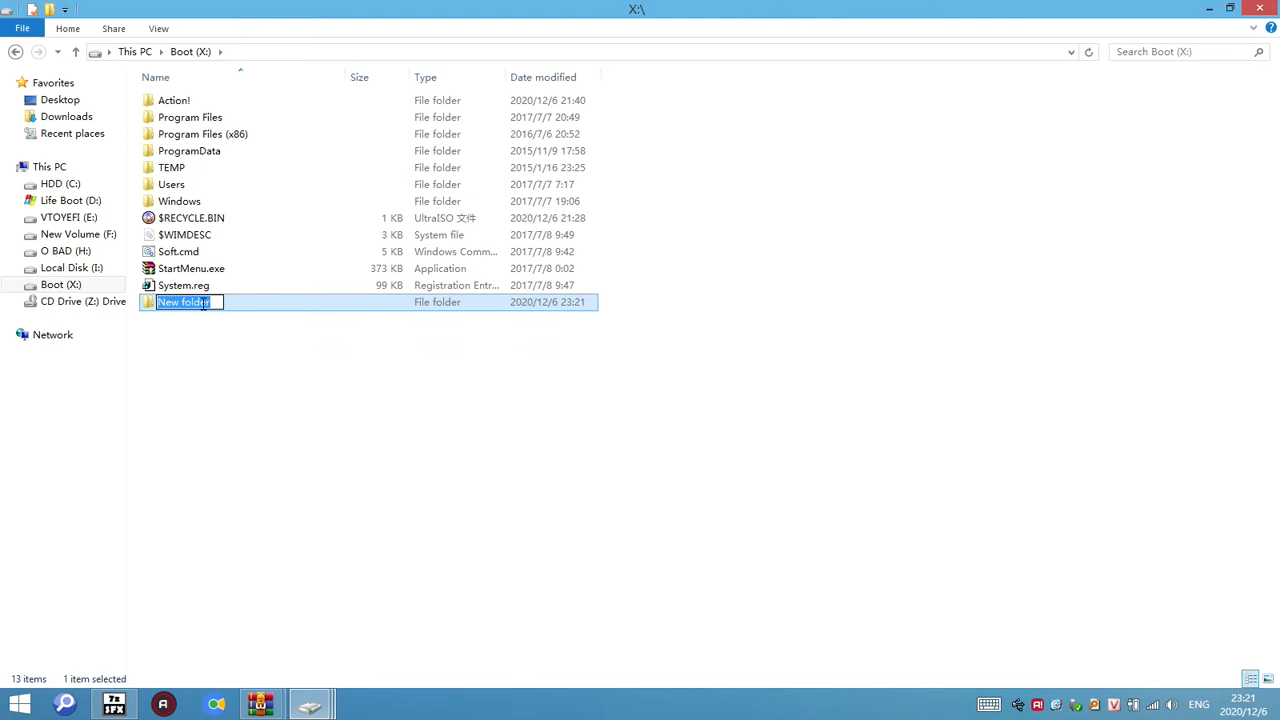 X:\
File Home Share View
This PC Boot (X:)
Search Boot (X:)
Name Size Type Date modified
Favorites
Desktop
Downloads
Recent places
This PC
HDD (C:)
Life Boot (D:)
VTOYEFI (E:)
New Volume (F:)
O BAD (H:)
Local Disk (I:)
Boot (X:)
CD Drive (Z:) Drive
Network
Action! File folder 2020/12/6 21:40
Program Files File folder 2017/7/7 20:49
Program Files (x86) File folder 2016/7/6 20:52
ProgramData File folder 2015/11/9 17:58
TEMP File folder 2015/1/16 23:25
Users File folder 2017/7/7 7:17
Windows File folder 2017/7/7 19:06
$RECYCLE.BIN 1 KB UltraISO 文件 2020/12/6 21:28
$WIMDESC 3 KB System file 2017/7/8 9:49
Soft.cmd 5 KB Windows Comm... 2017/7/8 9:42
StartMenu.exe 373 KB Application 2017/7/8 0:02
System.reg 99 KB Registration Entr... 2017/7/8 9:47
New folder File folder 2020/12/6 23:21
13 items 1 item selected
7z SFX
ENG
23:21
2020/12/6